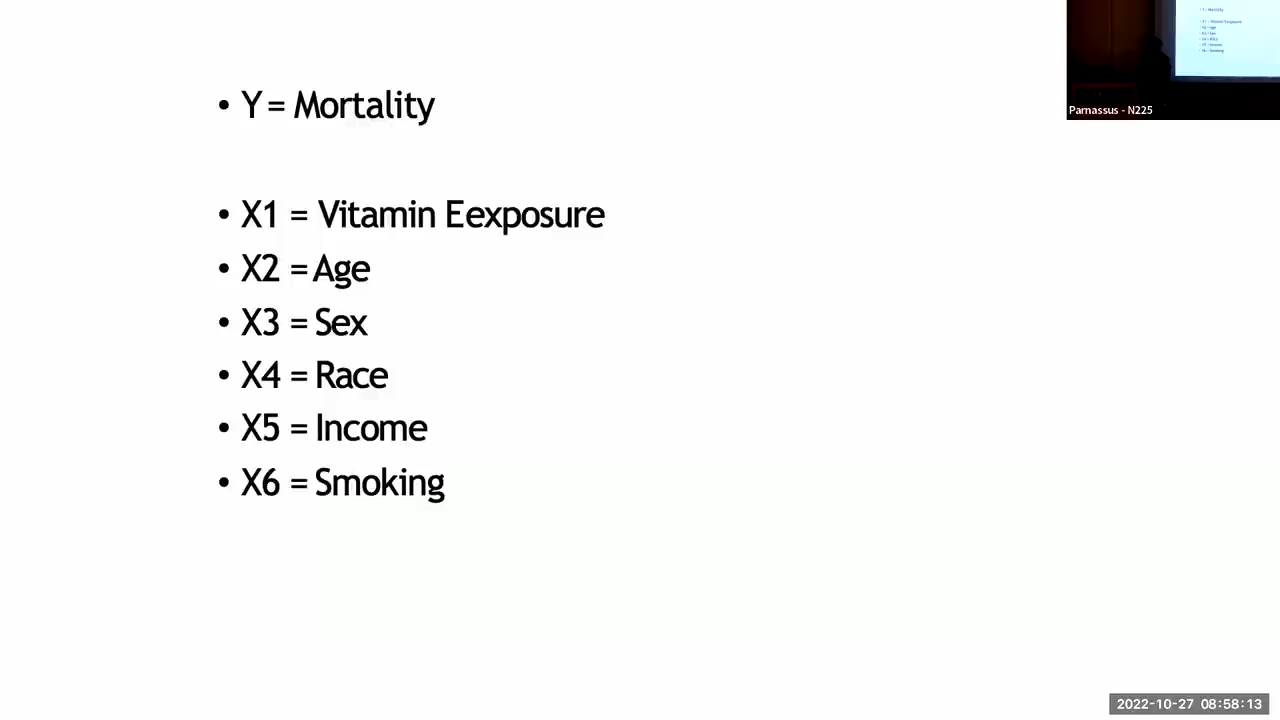 • Y = Mortality
• X1 = Vitamin Eexposure
• X2 = Age
• X3 = Sex
• X4 = Race
• X5 = Income
• X6 = Smoking
Parnassus - N225
2022-10-27 08:58:13